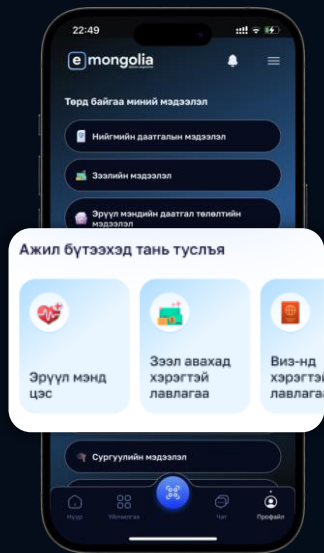 22:49
e mongolia
Төрд байгаа миний мэдээлэл
Нийгмийн даатгалын мэдээлэл
Зээлийн мэдээлэл
Эрүүл мэндийн даатгал төлөлтийн
мэдээлэл
Ажил бүтээхэд тань туслъя
Эрүүл мэнд
цэс
Зээл авахад
хэрэгтэй
лавлагаа
Виз-нд
хэрэгтэй
лавлагаа
Сургуулийн мэдээлэл
Нүүр
Үйлчилгээ
Чат
Профайл